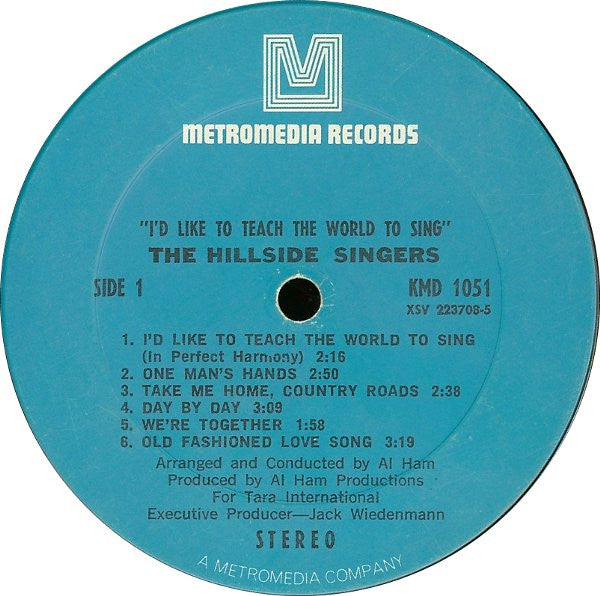 M
METROMEDIA RECORDS
"I'D LIKE TO TEACH THE WORLD TO SING"
THE HILLSIDE SINGERS
SIDE 1 KMD 1051
XSV 223708-5
1. I'D LIKE TO TEACH THE WORLD TO SING
(In Perfect Harmony) 2:16
2. ONE MAN'S HANDS 2:50
3. TAKE ME HOME, COUNTRY ROADS 2:38
4. DAY BY DAY 3:09
5. WE'RE TOGETHER 1:58
6. OLD FASHIONED LOVE SONG 3:19
Arranged and Conducted by Al Ham
Produced by Al Ham Productions
For Tara International
Executive Producer—Jack Wiedenmann
STEREO
A METROMEDIA COMPANY